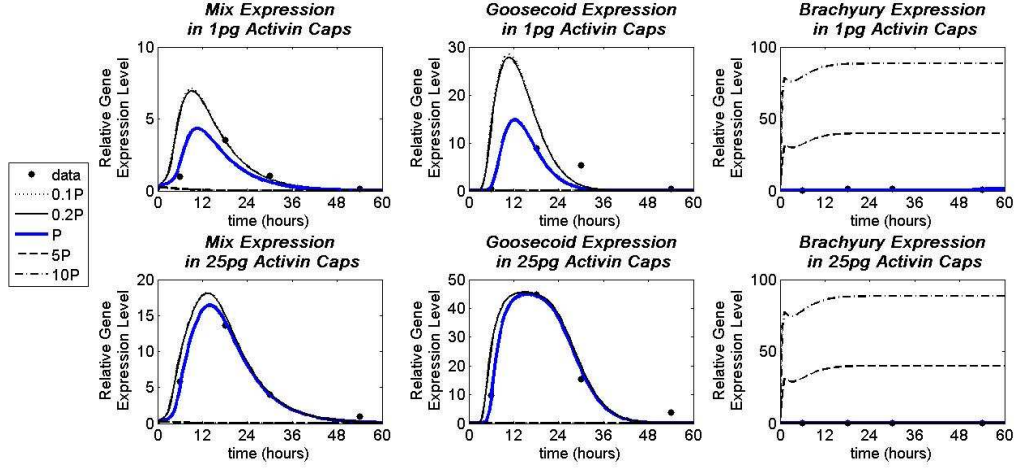 Mix Expression
in 1pg Activin Caps
Goosecoid Expression
in 1pg Activin Caps
Brachyury Expression
in 1pg Activin Caps
Relative Gene
Expression Level
10
5
0
0 12 24 36 48 60
time (hours)
Relative Gene
Expression Level
30
20
10
0
0 12 24 36 48 60
time (hours)
Relative Gene
Expression Level
100
50
0
0 12 24 36 48 60
time (hours)
data
0.1P
0.2P
P
5P
10P
Mix Expression
in 25pg Activin Caps
Goosecoid Expression
in 25pg Activin Caps
Brachyury Expression
in 25pg Activin Caps
Relative Gene
Expression Level
20
15
10
5
0
0 12 24 36 48 60
time (hours)
Relative Gene
Expression Level
50
40
30
20
10
0
0 12 24 36 48 60
time (hours)
Relative Gene
Expression Level
100
50
0
0 12 24 36 48 60
time (hours)